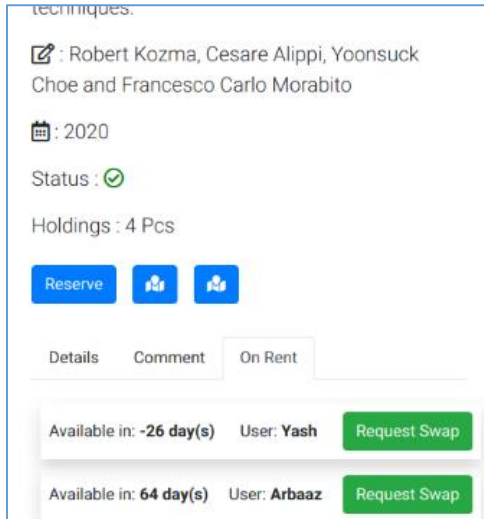 techniques.
: Robert Kozma, Cesare Alippi, Yoonsuck
Choe and Francesco Carlo Morabito
: 2020
Status :
Holdings : 4 Pcs
Reserve
Details Comment On Rent
Available in: -26 day(s) User: Yash Request Swap
Available in: 64 day(s) User: Arbaaz Request Swap